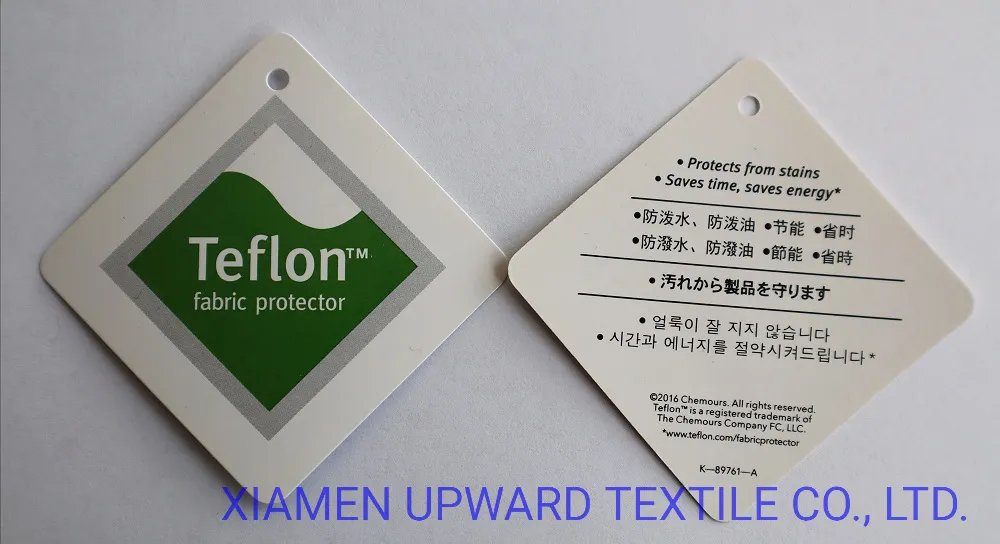 Teflon™
fabric protector
• Protects from stains
• Saves time, saves energy*
•防泼水、防泼油 •节能 •省时
•防潑水、防潑油 •節能 •省時
• 汚れから製品を守ります
• 얼룩이 잘 지지 않습니다
• 시간과 에너지를 절약시켜드립니다*
©2016 Chemours. All rights reserved.
Teflon™ is a registered trademark of
The Chemours Company FC, LLC.
*www.teflon.com/fabricprotector
K—89761—A
XIAMEN UPWARD TEXTILE CO., LTD.